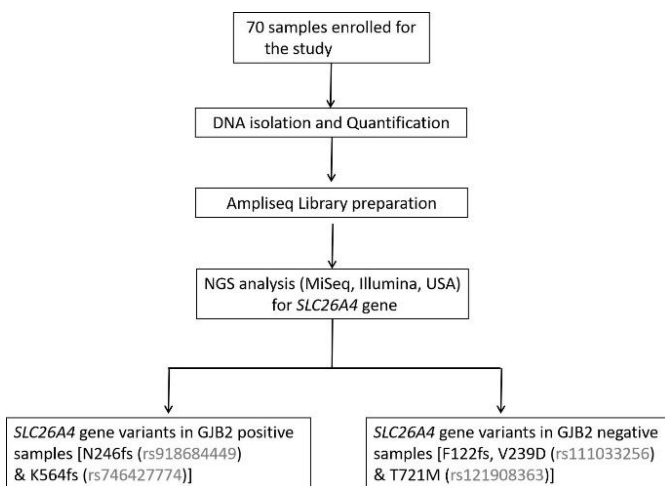 70 samples enrolled for
the study
DNA isolation and Quantification
Ampliseq Library preparation
NGS analysis (MiSeq, Illumina, USA)
for SLC26A4 gene
SLC26A4 gene variants in GJB2 positive
samples [N246fs (rs918684449)
& K564fs (rs746427774)]
SLC26A4 gene variants in GJB2 negative
samples [F122fs, V239D (rs111033256)
& T721M (rs121908363)]